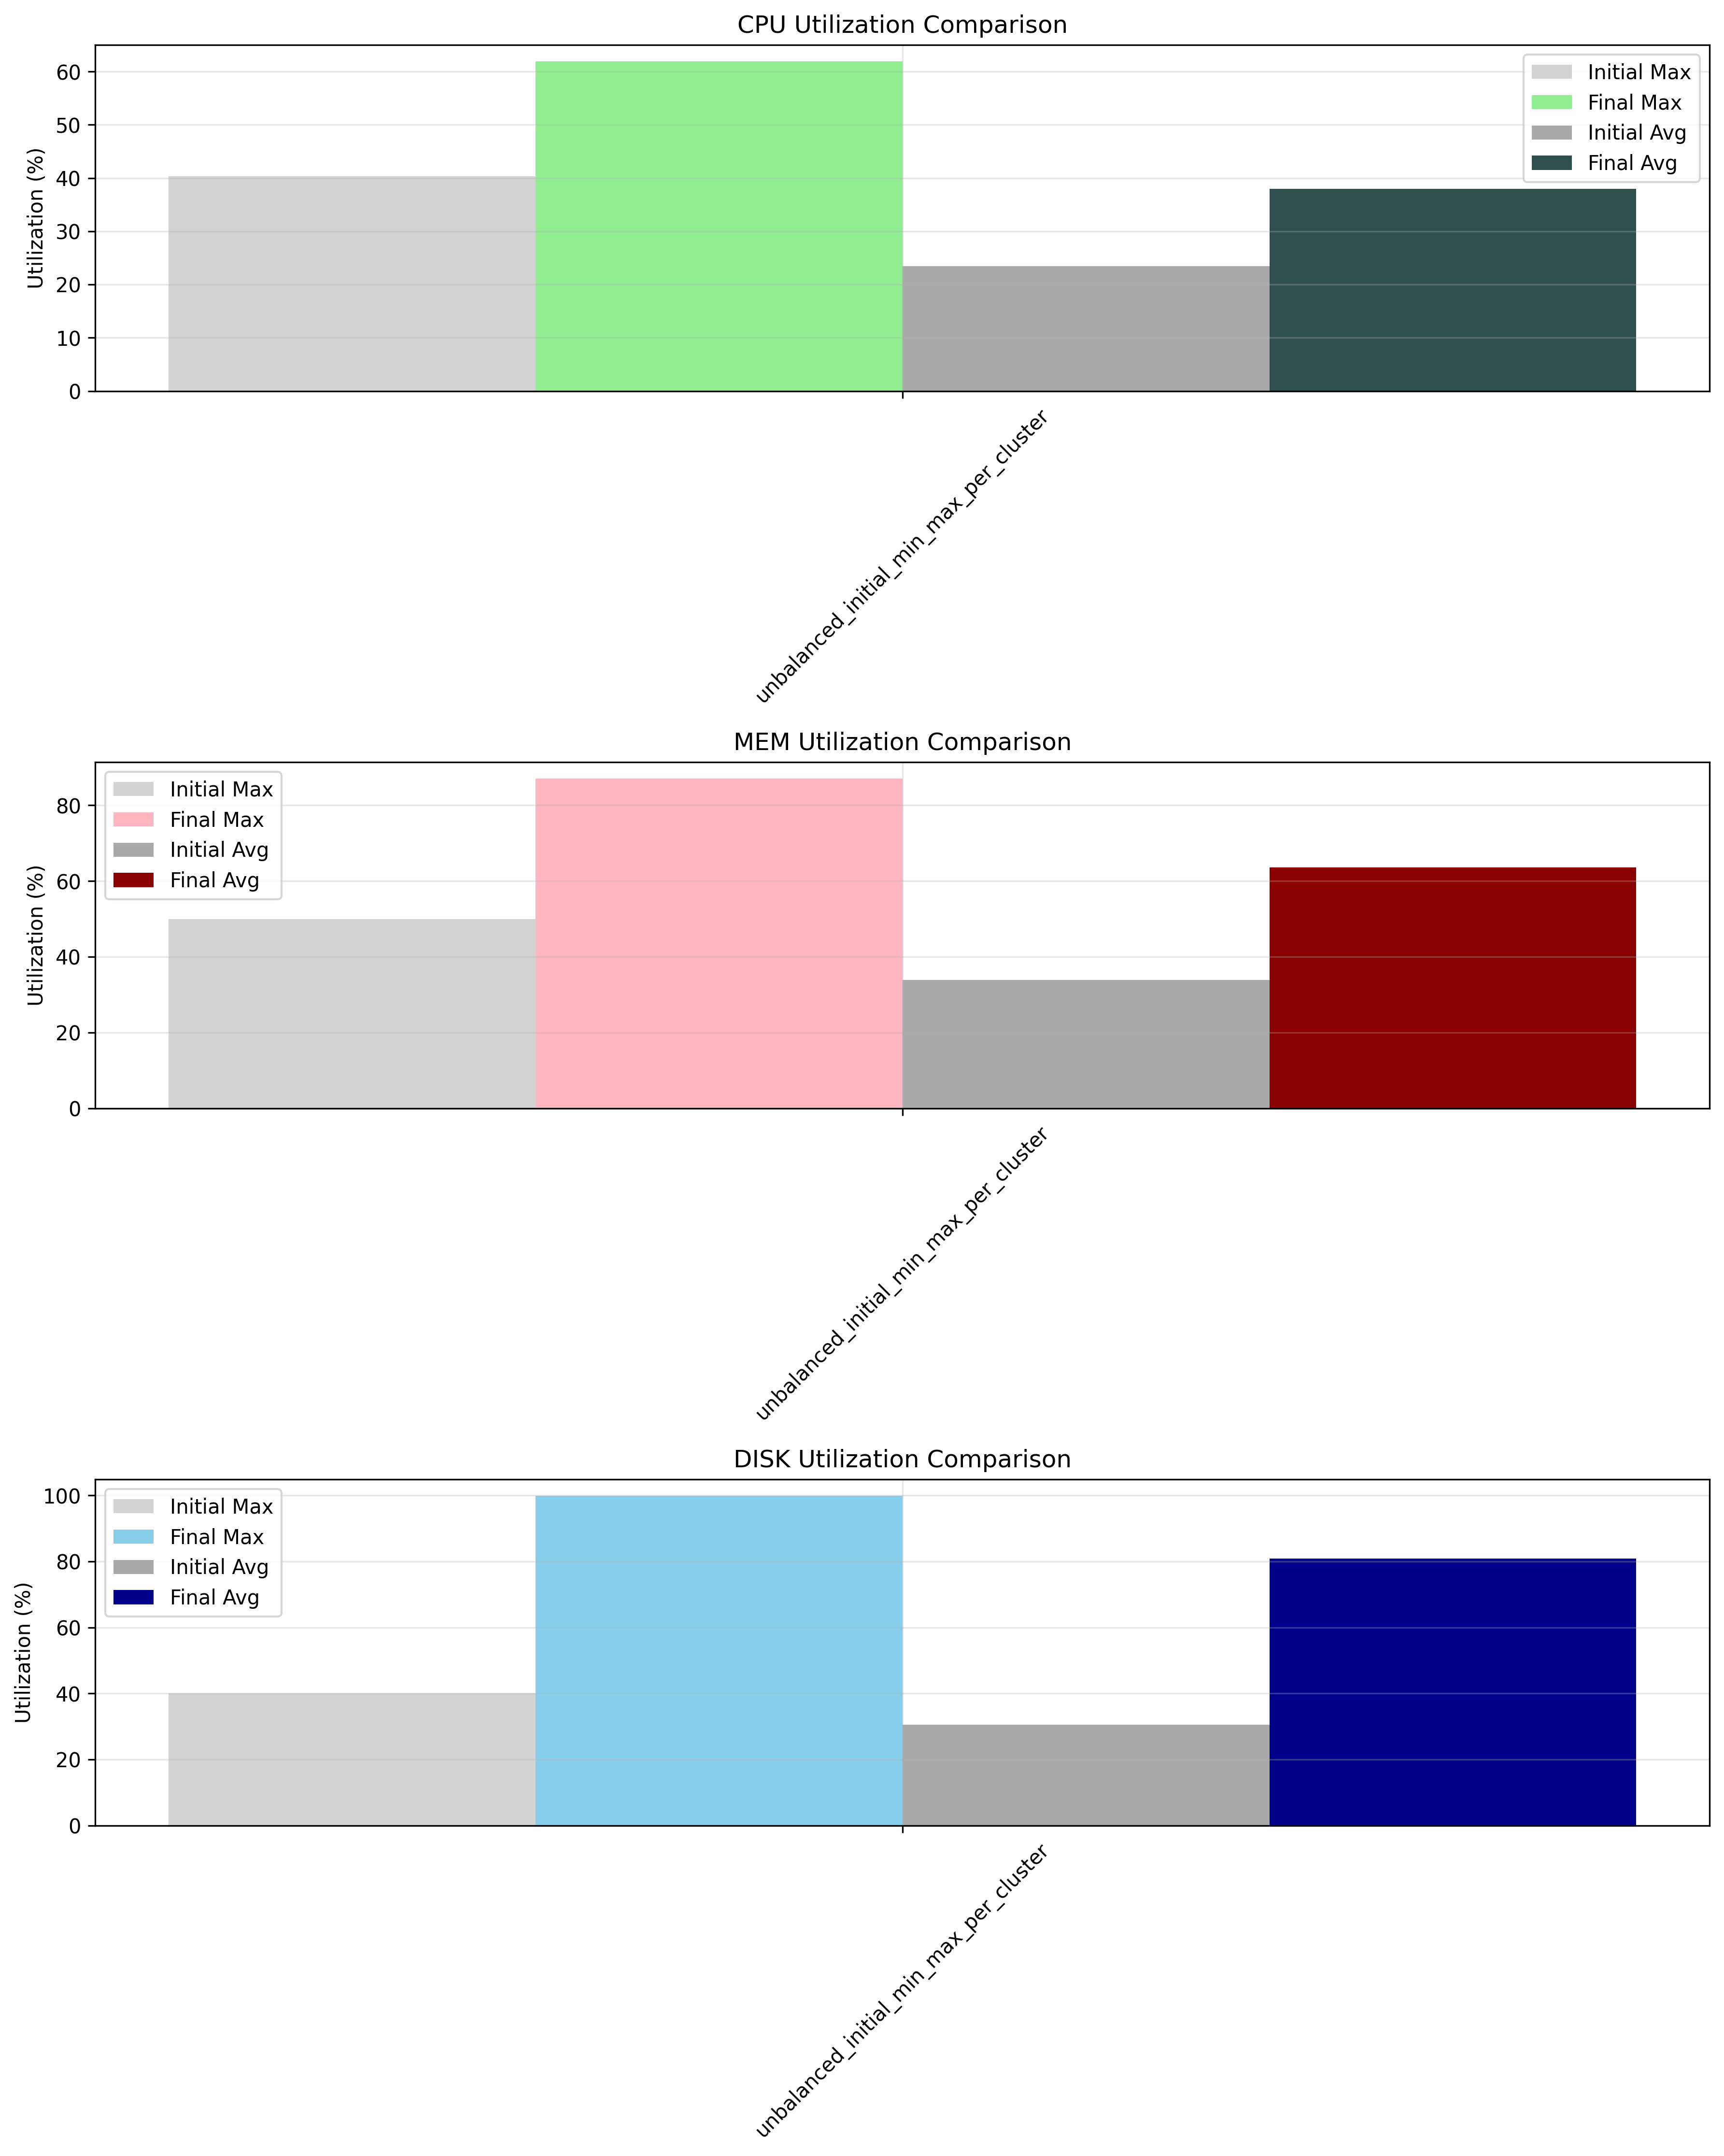 CPU Utilization Comparison
Utilization (%)
60
50
40
30
20
10
0
Initial Max
Final Max
Initial Avg
Final Avg
unbalanced_initial_min_max_per_cluster
MEM Utilization Comparison
Utilization (%)
80
60
40
20
0
Initial Max
Final Max
Initial Avg
Final Avg
unbalanced_initial_min_max_per_cluster
DISK Utilization Comparison
Utilization (%)
100
80
60
40
20
0
Initial Max
Final Max
Initial Avg
Final Avg
unbalanced_initial_min_max_per_cluster